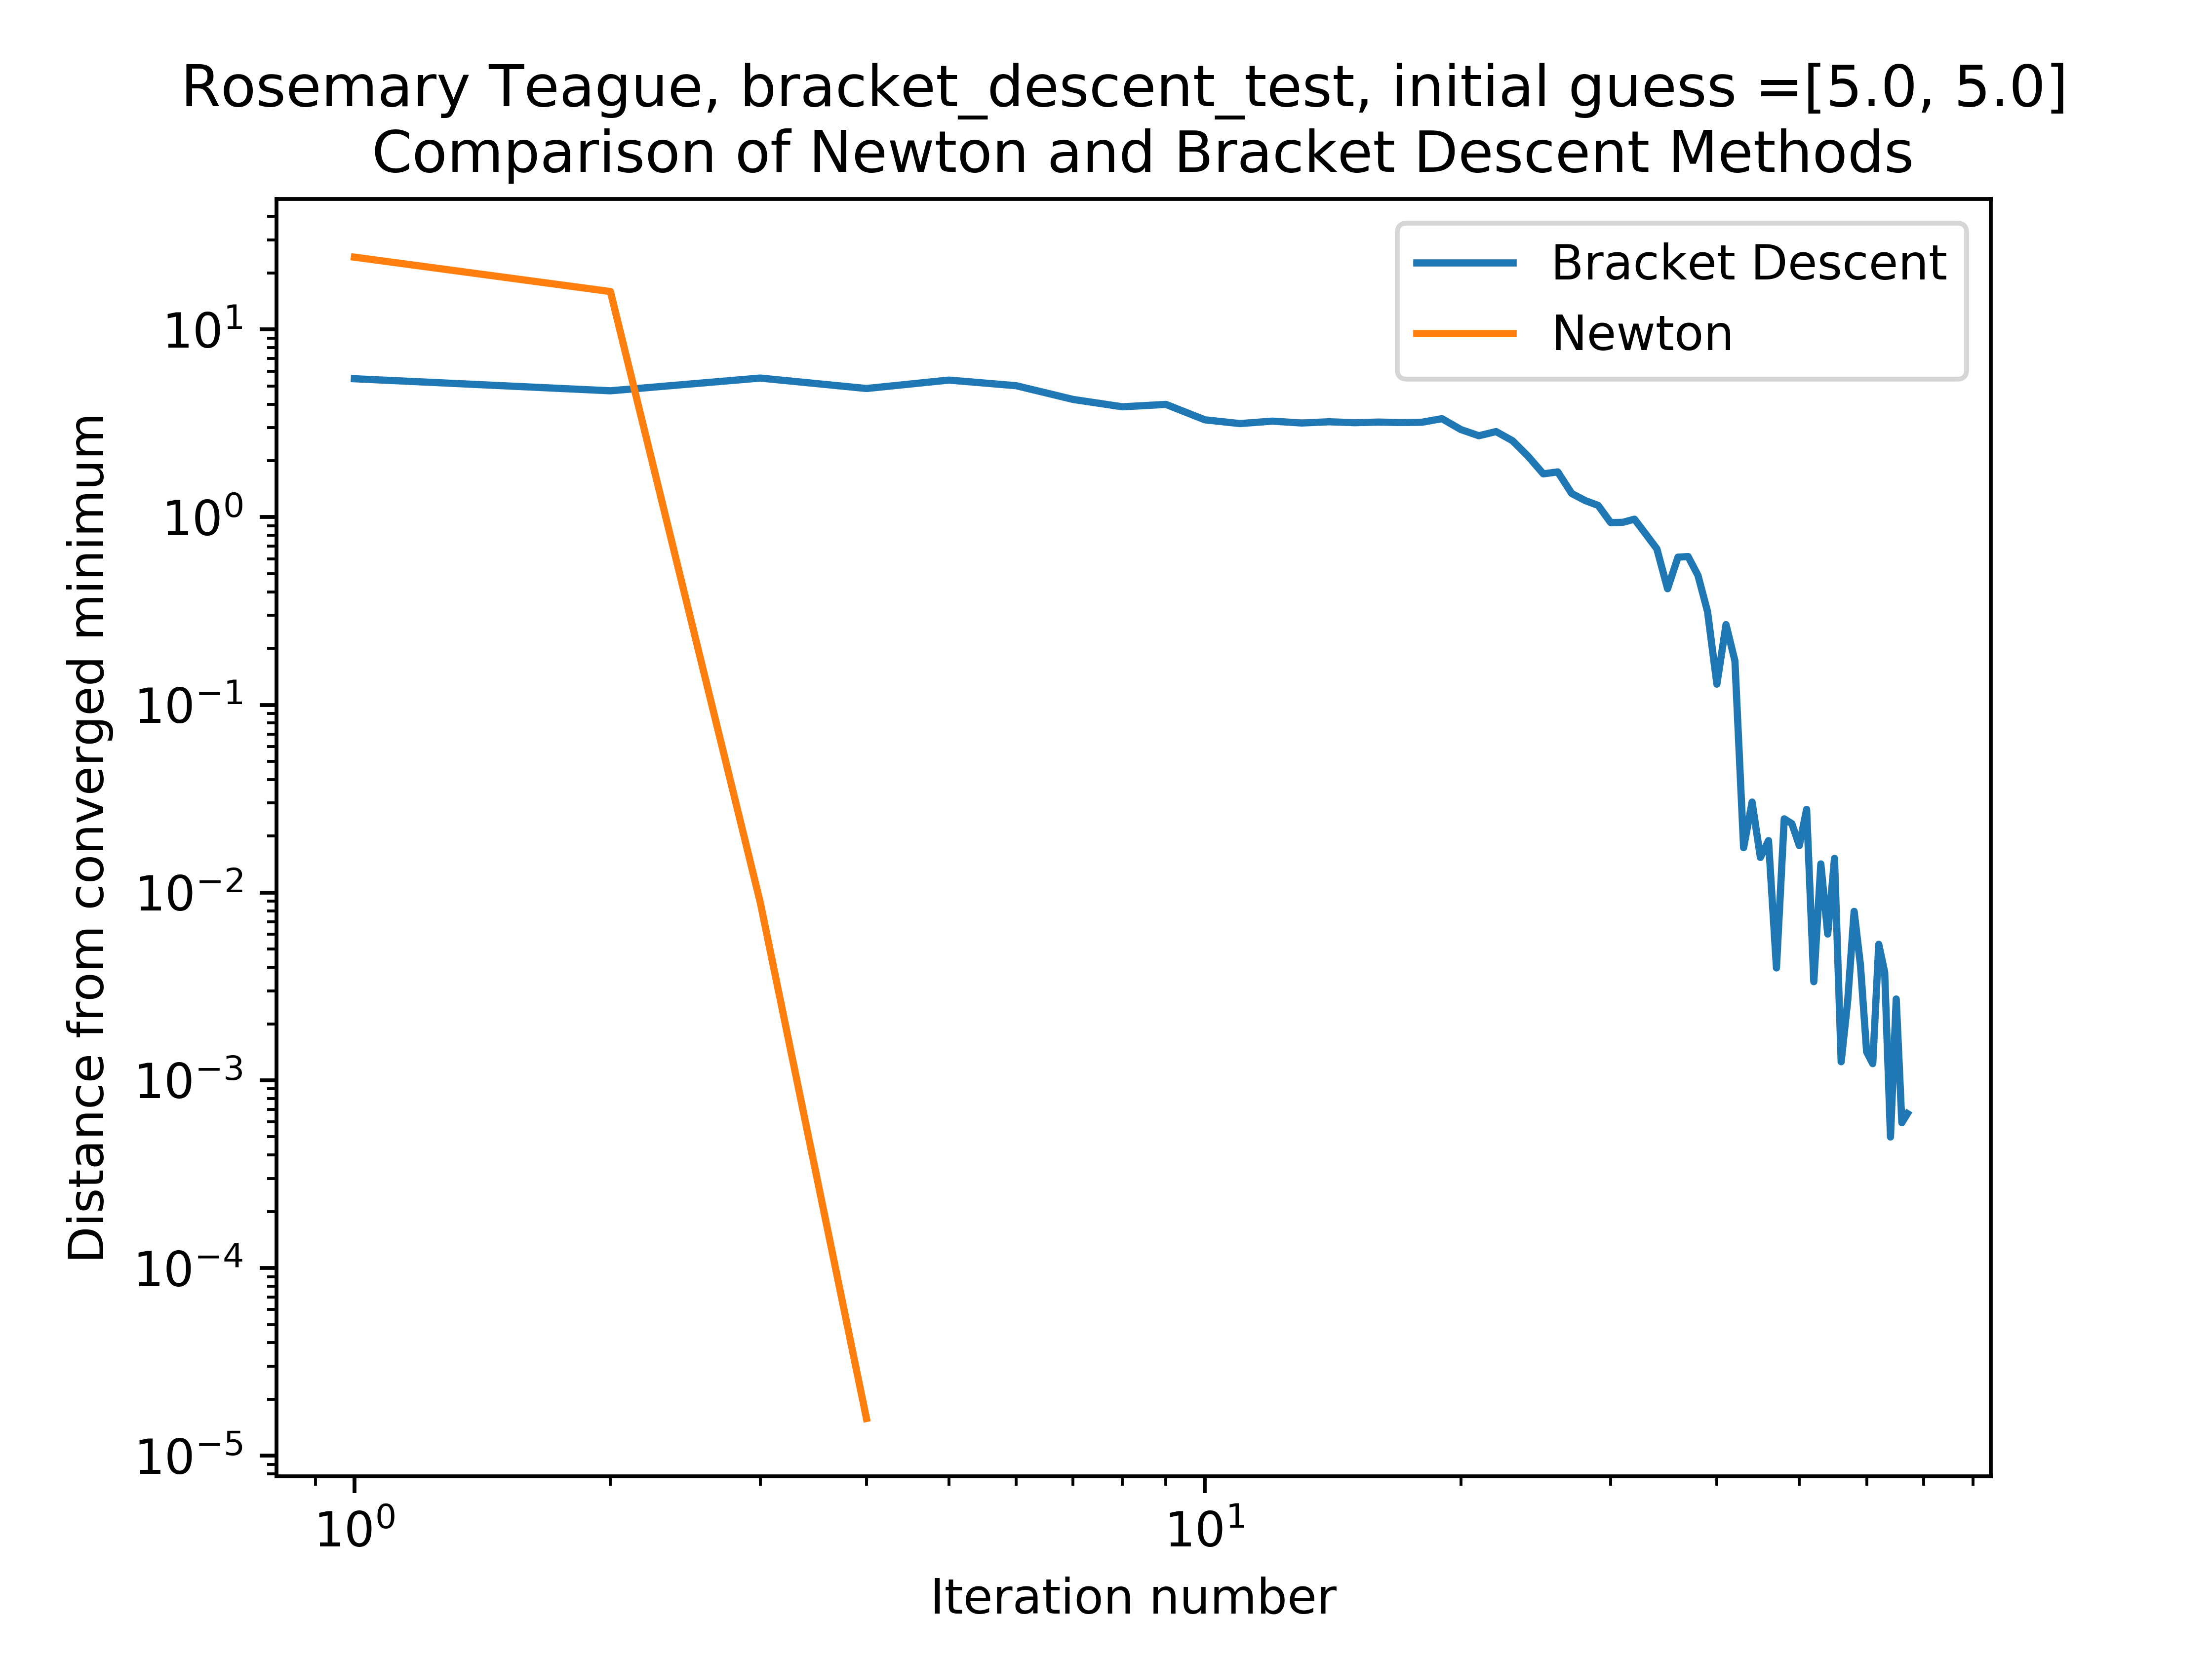 Rosemary Teague, bracket_descent_test, initial guess =[5.0, 5.0]
Comparison of Newton and Bracket Descent Methods
Bracket Descent
Newton
Distance from converged minimum
10¹
10⁰
10⁻¹
10⁻²
10⁻³
10⁻⁴
10⁻⁵
10⁰
10¹
Iteration number